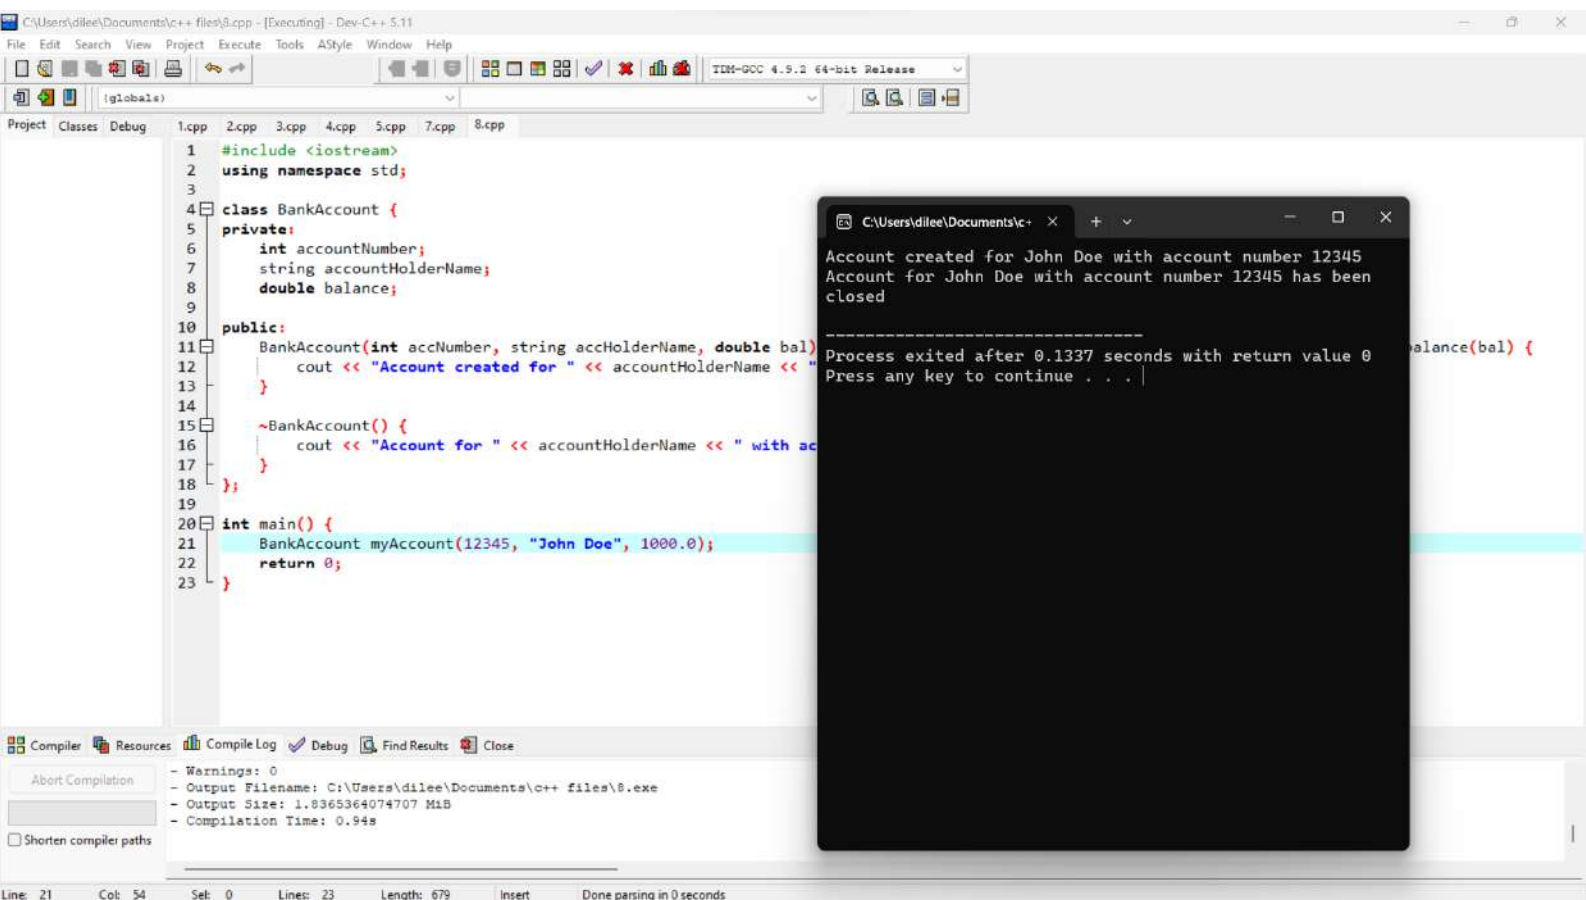 C:\Users\dilee\Documents\c++ files\8.cpp - [Executing] - Dev-C++ 5.11
File Edit Search View Project Execute Tools AStyle Window Help
TDM-GCC 4.9.2 64-bit Release
(globals)
Project Classes Debug 1.cpp 2.cpp 3.cpp 4.cpp 5.cpp 7.cpp 8.cpp
1 #include <iostream>
2 using namespace std;
3
4 class BankAccount {
5 private:
6 int accountNumber;
7 string accountHolderName;
8 double balance;
9
10 public:
11 BankAccount(int accNumber, string accHolderName, double bal) alance(bal) {
12 cout << "Account created for " << accountHolderName << "
13 }
14
15 ~BankAccount() {
16 cout << "Account for " << accountHolderName << " with ac
17 }
18 };
19
20 int main() {
21 BankAccount myAccount(12345, "John Doe", 1000.0);
22 return 0;
23 }
C:\Users\dilee\Documents\c+
Account created for John Doe with account number 12345
Account for John Doe with account number 12345 has been
closed
--------------------------------
Process exited after 0.1337 seconds with return value 0
Press any key to continue . . .
Compiler Resources Compile Log Debug Find Results Close
Abort Compilation
Shorten compiler paths
- Warnings: 0
- Output Filename: C:\Users\dilee\Documents\c++ files\8.exe
- Output Size: 1.8365364074707 MiB
- Compilation Time: 0.94s
Line: 21 Col: 54 Sel: 0 Lines: 23 Length: 679 Insert Done parsing in 0 seconds